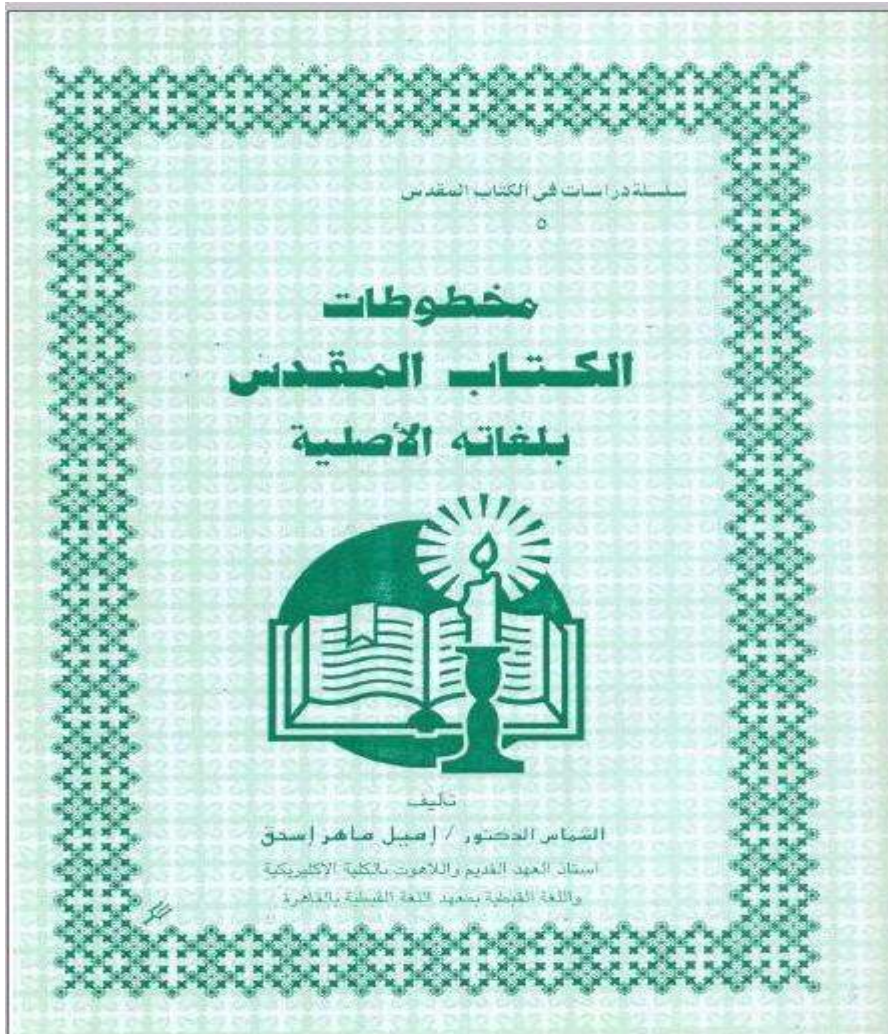 سلسلة دراسات في الكتاب المقدس
٥
مخطوطات
الكتاب المقدس
بلغاته الأصلية
تأليف
الشماس الدكتور / إميل ماهر إسحق
أستاذ العهد القديم واللاهوت بالكلية الاكليريكية
واللغة القبطية بمعهد اللغة القبطية بالقاهرة